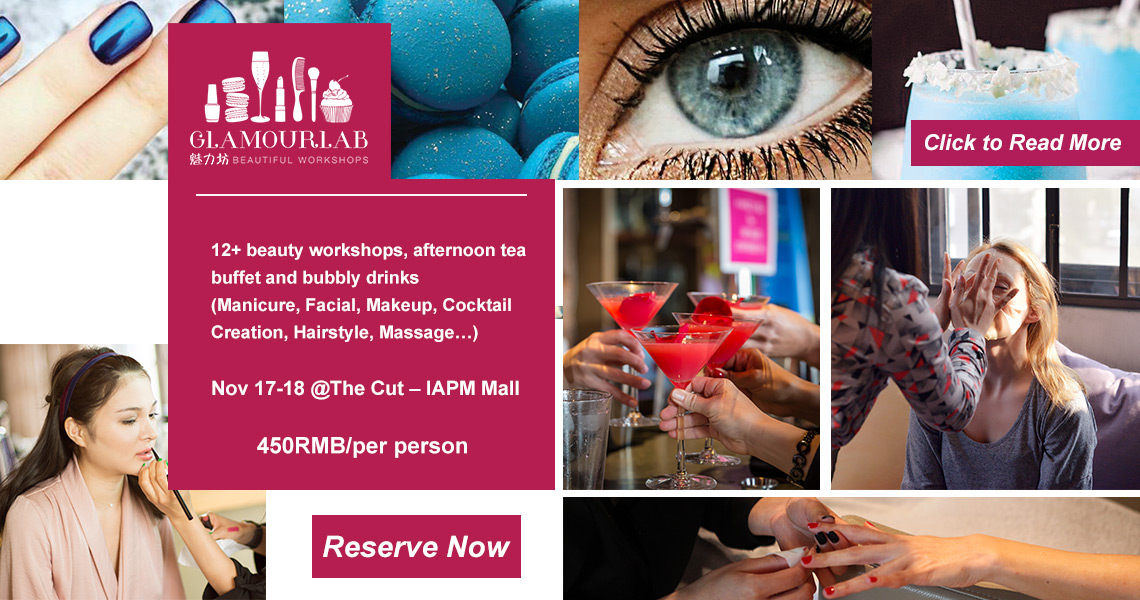 GLAMOURLAB
魅力坊 BEAUTIFUL WORKSHOPS
Click to Read More
12+ beauty workshops, afternoon tea
buffet and bubbly drinks
(Manicure, Facial, Makeup, Cocktail
Creation, Hairstyle, Massage…)
Nov 17-18 @The Cut – IAPM Mall
450RMB/per person
Reserve Now